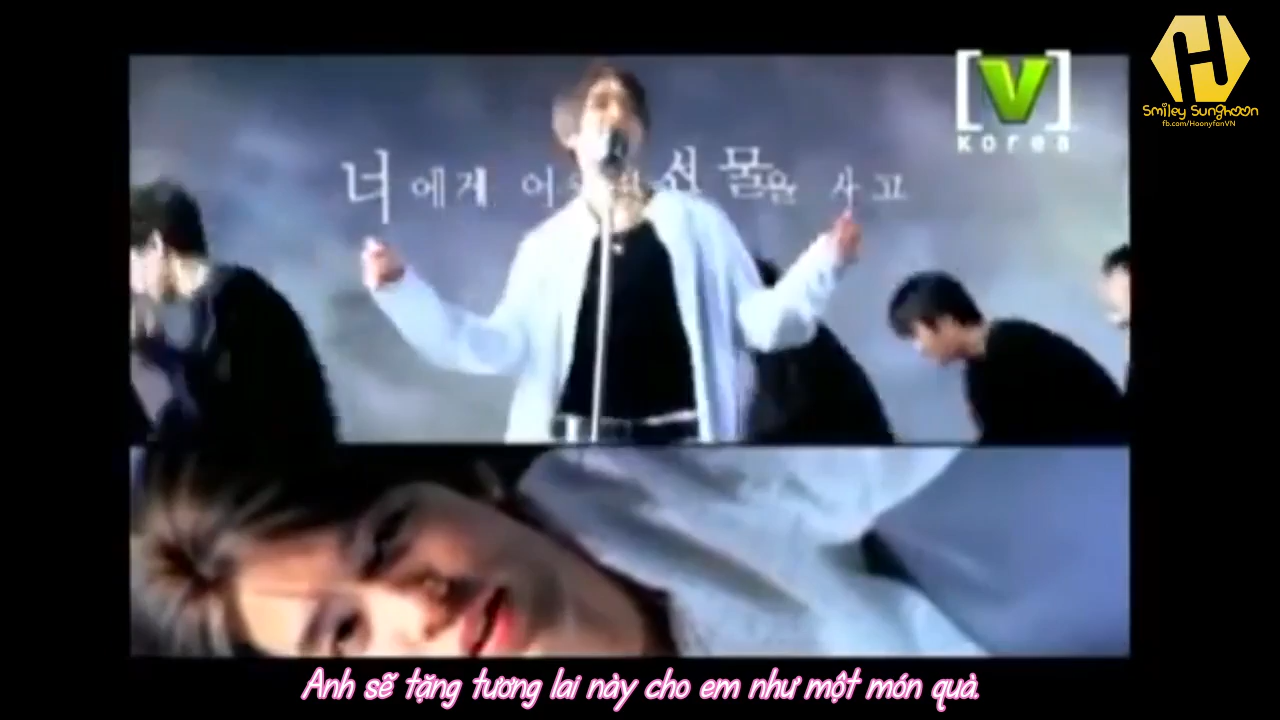 H
Smiley Sunghoon
fb.com/HoonyfanVN
[V]
Korea
너에게 어 선물을 사고
Anh sẽ tặng tương lai này cho em như một món quà.